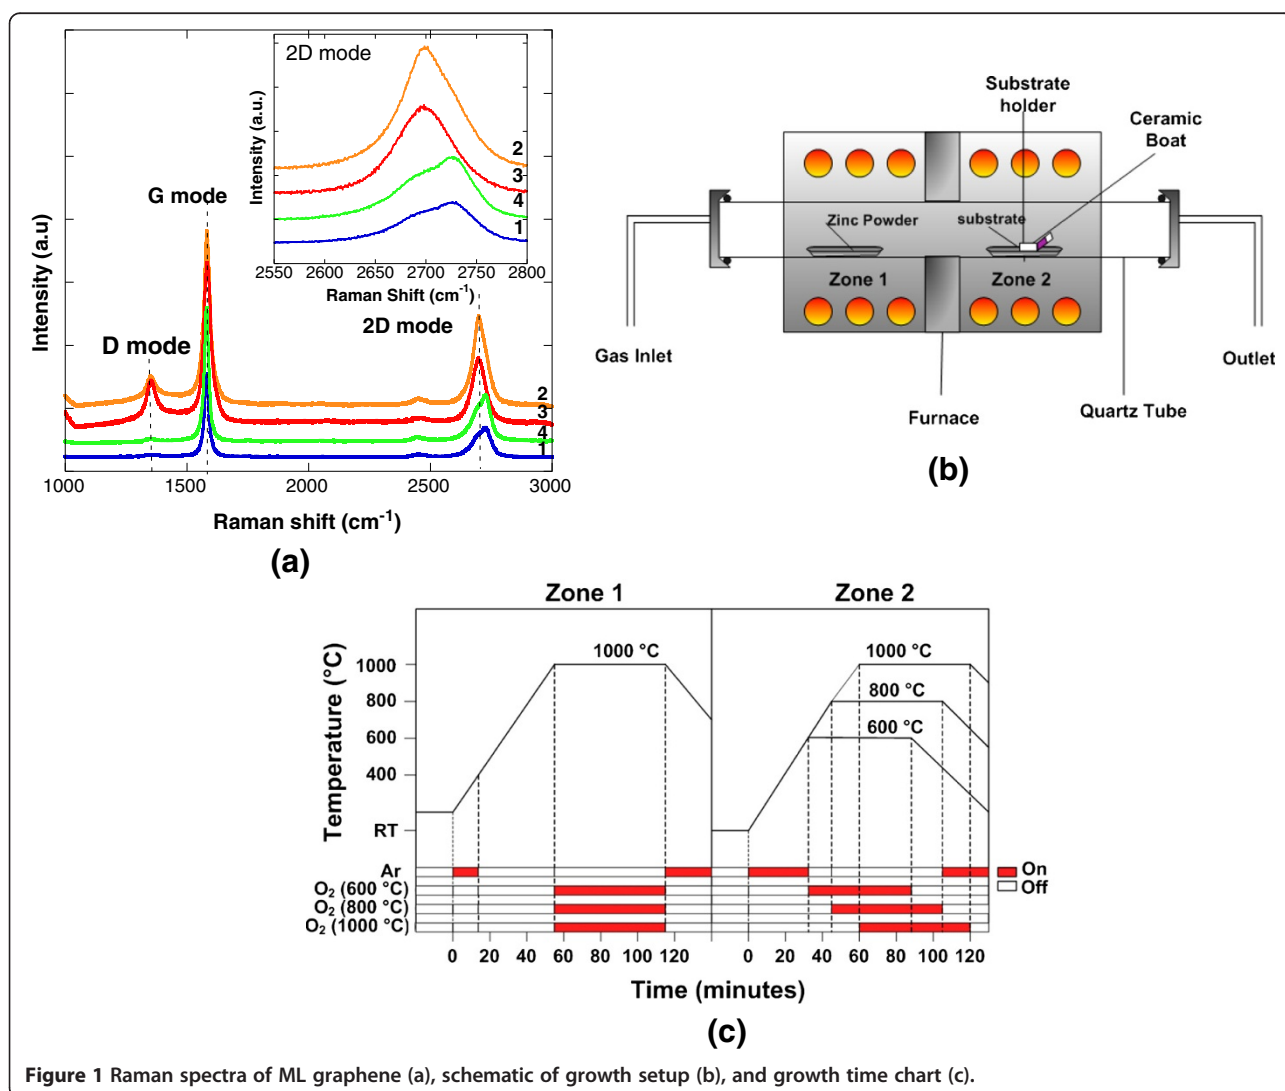 2D mode
Intensity (a.u.)
2
3
4
1
2550 2600 2650 2700 2750 2800
Raman Shift (cm-1)
Intensity (a.u)
G mode
D mode
2D mode
2
3
4
1
1000 1500 2000 2500 3000
Raman shift (cm-1)
(a)
Substrate
holder
Ceramic
Boat
Zinc Powder
substrate
Zone 1
Zone 2
Gas Inlet
Outlet
Furnace
Quartz Tube
(b)
Zone 1 Zone 2
Temperature (°C)
1000
800
600
400
RT
1000 °C
1000 °C
800 °C
600 °C
Ar
O2 (600 °C)
O2 (800 °C)
O2 (1000 °C)
On
Off
0 20 40 60 80 100 120 0 20 40 60 80 100 120
Time (minutes)
(c)
Figure 1 Raman spectra of ML graphene (a), schematic of growth setup (b), and growth time chart (c).